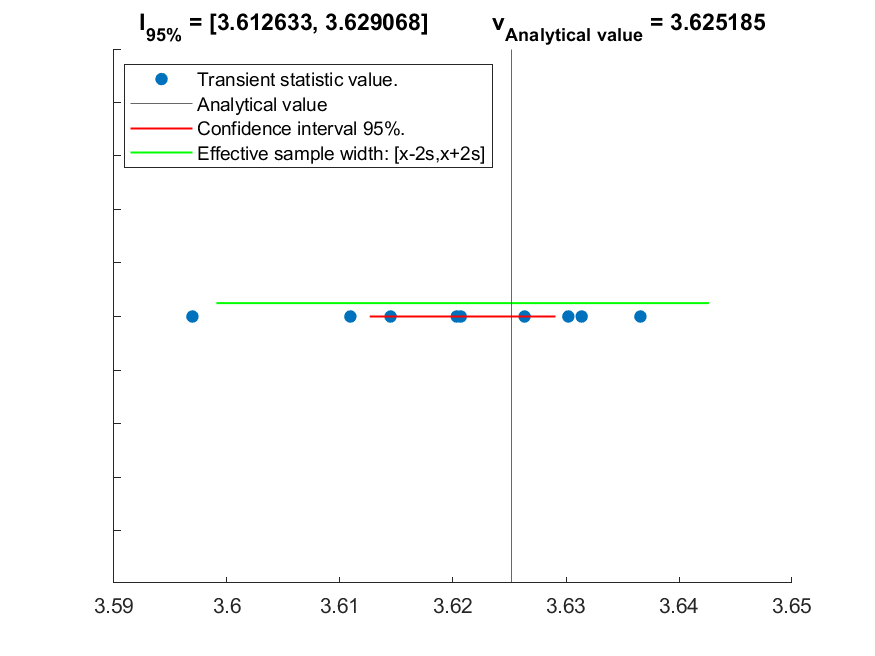 I95% = [3.612633, 3.629068] vAnalytical value = 3.625185
Transient statistic value.
Analytical value
Confidence interval 95%.
Effective sample width: [x-2s,x+2s]
3.59 3.6 3.61 3.62 3.63 3.64 3.65